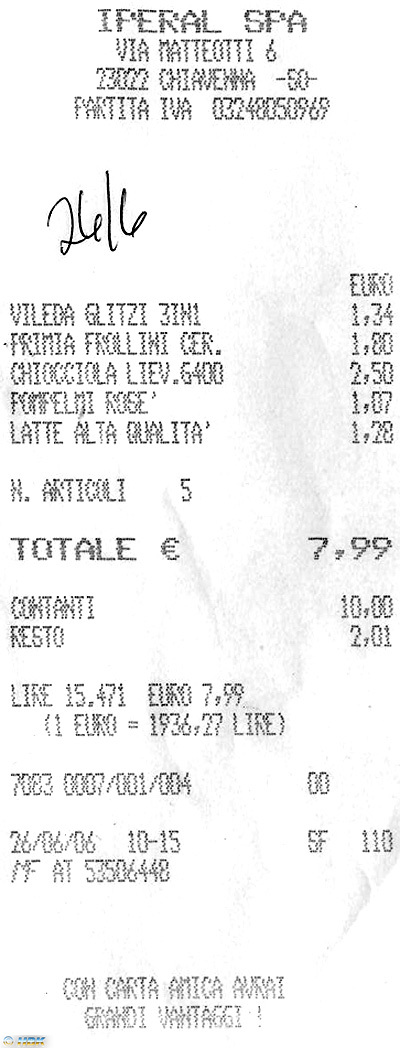 IPERAL SPA
VIA MATTEOTTI 6
23022 CHIAVENNA -SO-
PARTITA IVA 03248050969
26/6
EURO
VILEDA GLITZI 3IN1 1,34
PRIMIA FROLLINI CER. 1,80
CHIOCCIOLA LIEV.G400 2,50
POMPELMI ROSE' 1,07
LATTE ALTA QUALITA' 1,28
N. ARTICOLI 5
TOTALE € 7,99
CONTANTI 10,00
RESTO 2,01
LIRE 15.471 EURO 7,99
(1 EURO = 1936,27 LIRE)
7083 0007/001/004 00
26/06/06 10-15 SF 110
MF AT 53506448
CON CARTA AMICA AVRAI
GRANDI VANTAGGI !